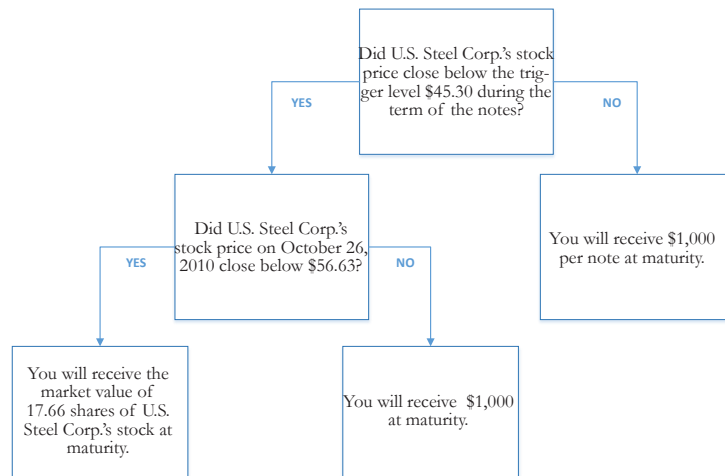 Did U.S. Steel Corp.'s stock
price close below the trig-
ger level $45.30 during the
term of the notes?
YES
NO
Did U.S. Steel Corp.'s
stock price on October 26,
2010 close below $56.63?
You will receive $1,000
per note at maturity.
YES
NO
You will receive the
market value of
17.66 shares of U.S.
Steel Corp.'s stock at
maturity.
You will receive $1,000
at maturity.